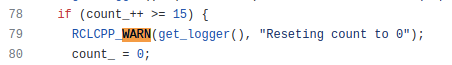 78 if (count_++ >= 15) {
79 RCLCPP_WARN(get_logger(), "Reseting count to 0");
80 count_ = 0;